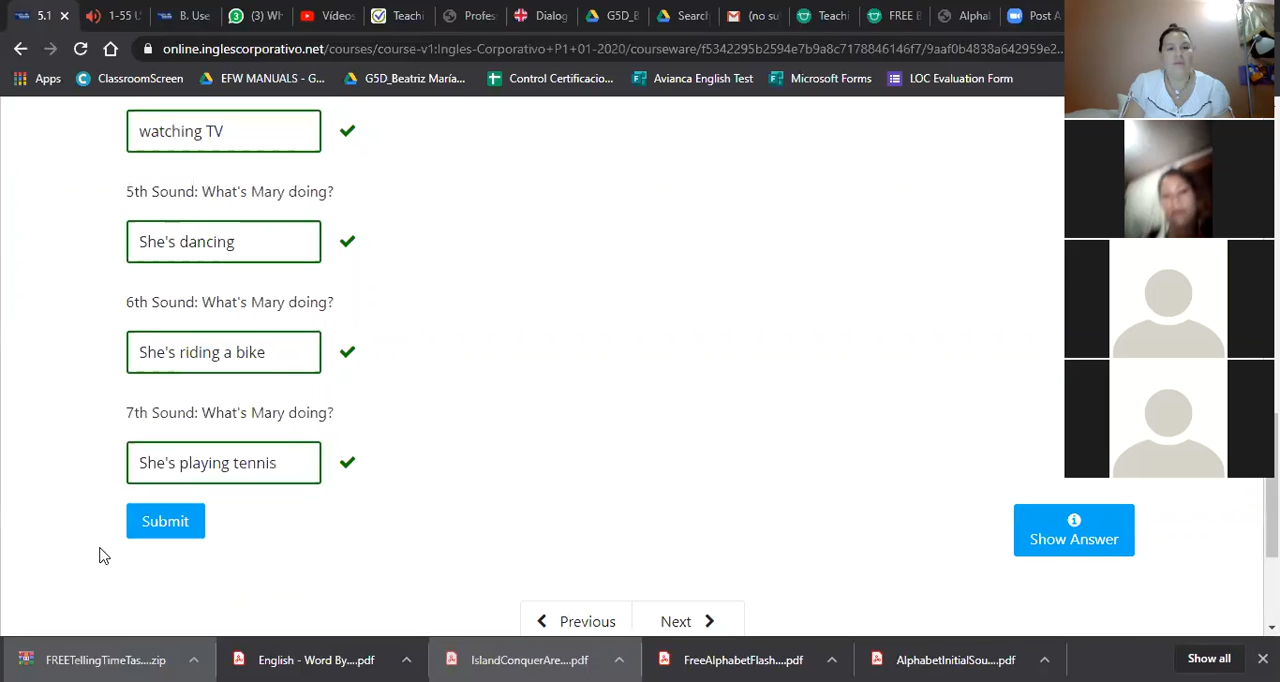 5.1
1-55 U
B. Use
(3) Wh
Vídeos
Teachi
Profes
Dialog
G5D_B
Searc
(no su
Teachi
FREE B
Alphal
Post A
online.inglescorporativo.net/courses/course-v1:Ingles-Corporativo+P1+01-2020/courseware/f5342295b2594e7b9a8c7178846146f7/9aaf0b4838a642959e2...
Apps
ClassroomScreen
EFW MANUALS - G...
G5D_Beatriz María...
Control Certificacio...
Avianca English Test
Microsoft Forms
LOC Evaluation Form
watching TV
5th Sound: What's Mary doing?
She's dancing
6th Sound: What's Mary doing?
She's riding a bike
7th Sound: What's Mary doing?
She's playing tennis
Submit
Show Answer
Previous
Next
FREETellingTimeTas....zip
English - Word By....pdf
IslandConquerAre....pdf
FreeAlphabetFlash....pdf
AlphabetInitialSou....pdf
Show all